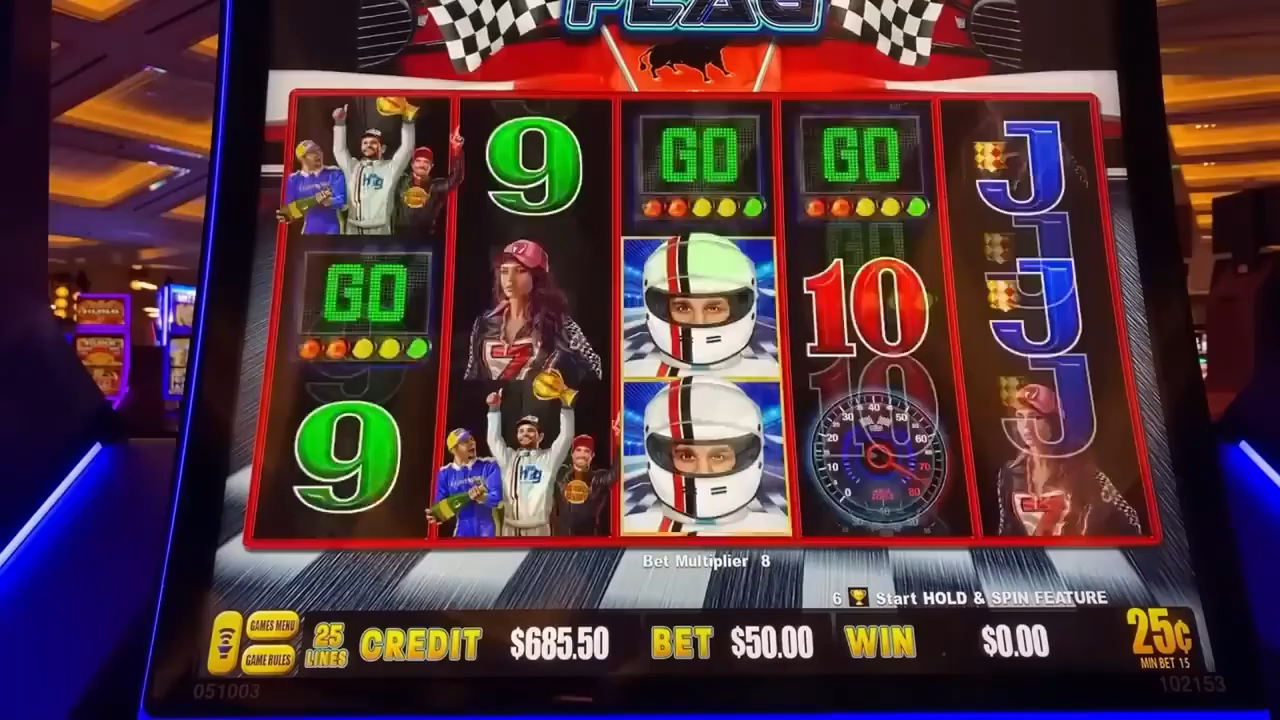 FLAG
9 GO GO J
GO 10 J
9
Bet Multiplier 8
6 Start HOLD & SPIN FEATURE
GAMES MENU
GAME RULES
25 LINES
CREDIT $685.50 BET $50.00 WIN $0.00
25¢
MIN BET 15
051003 102153